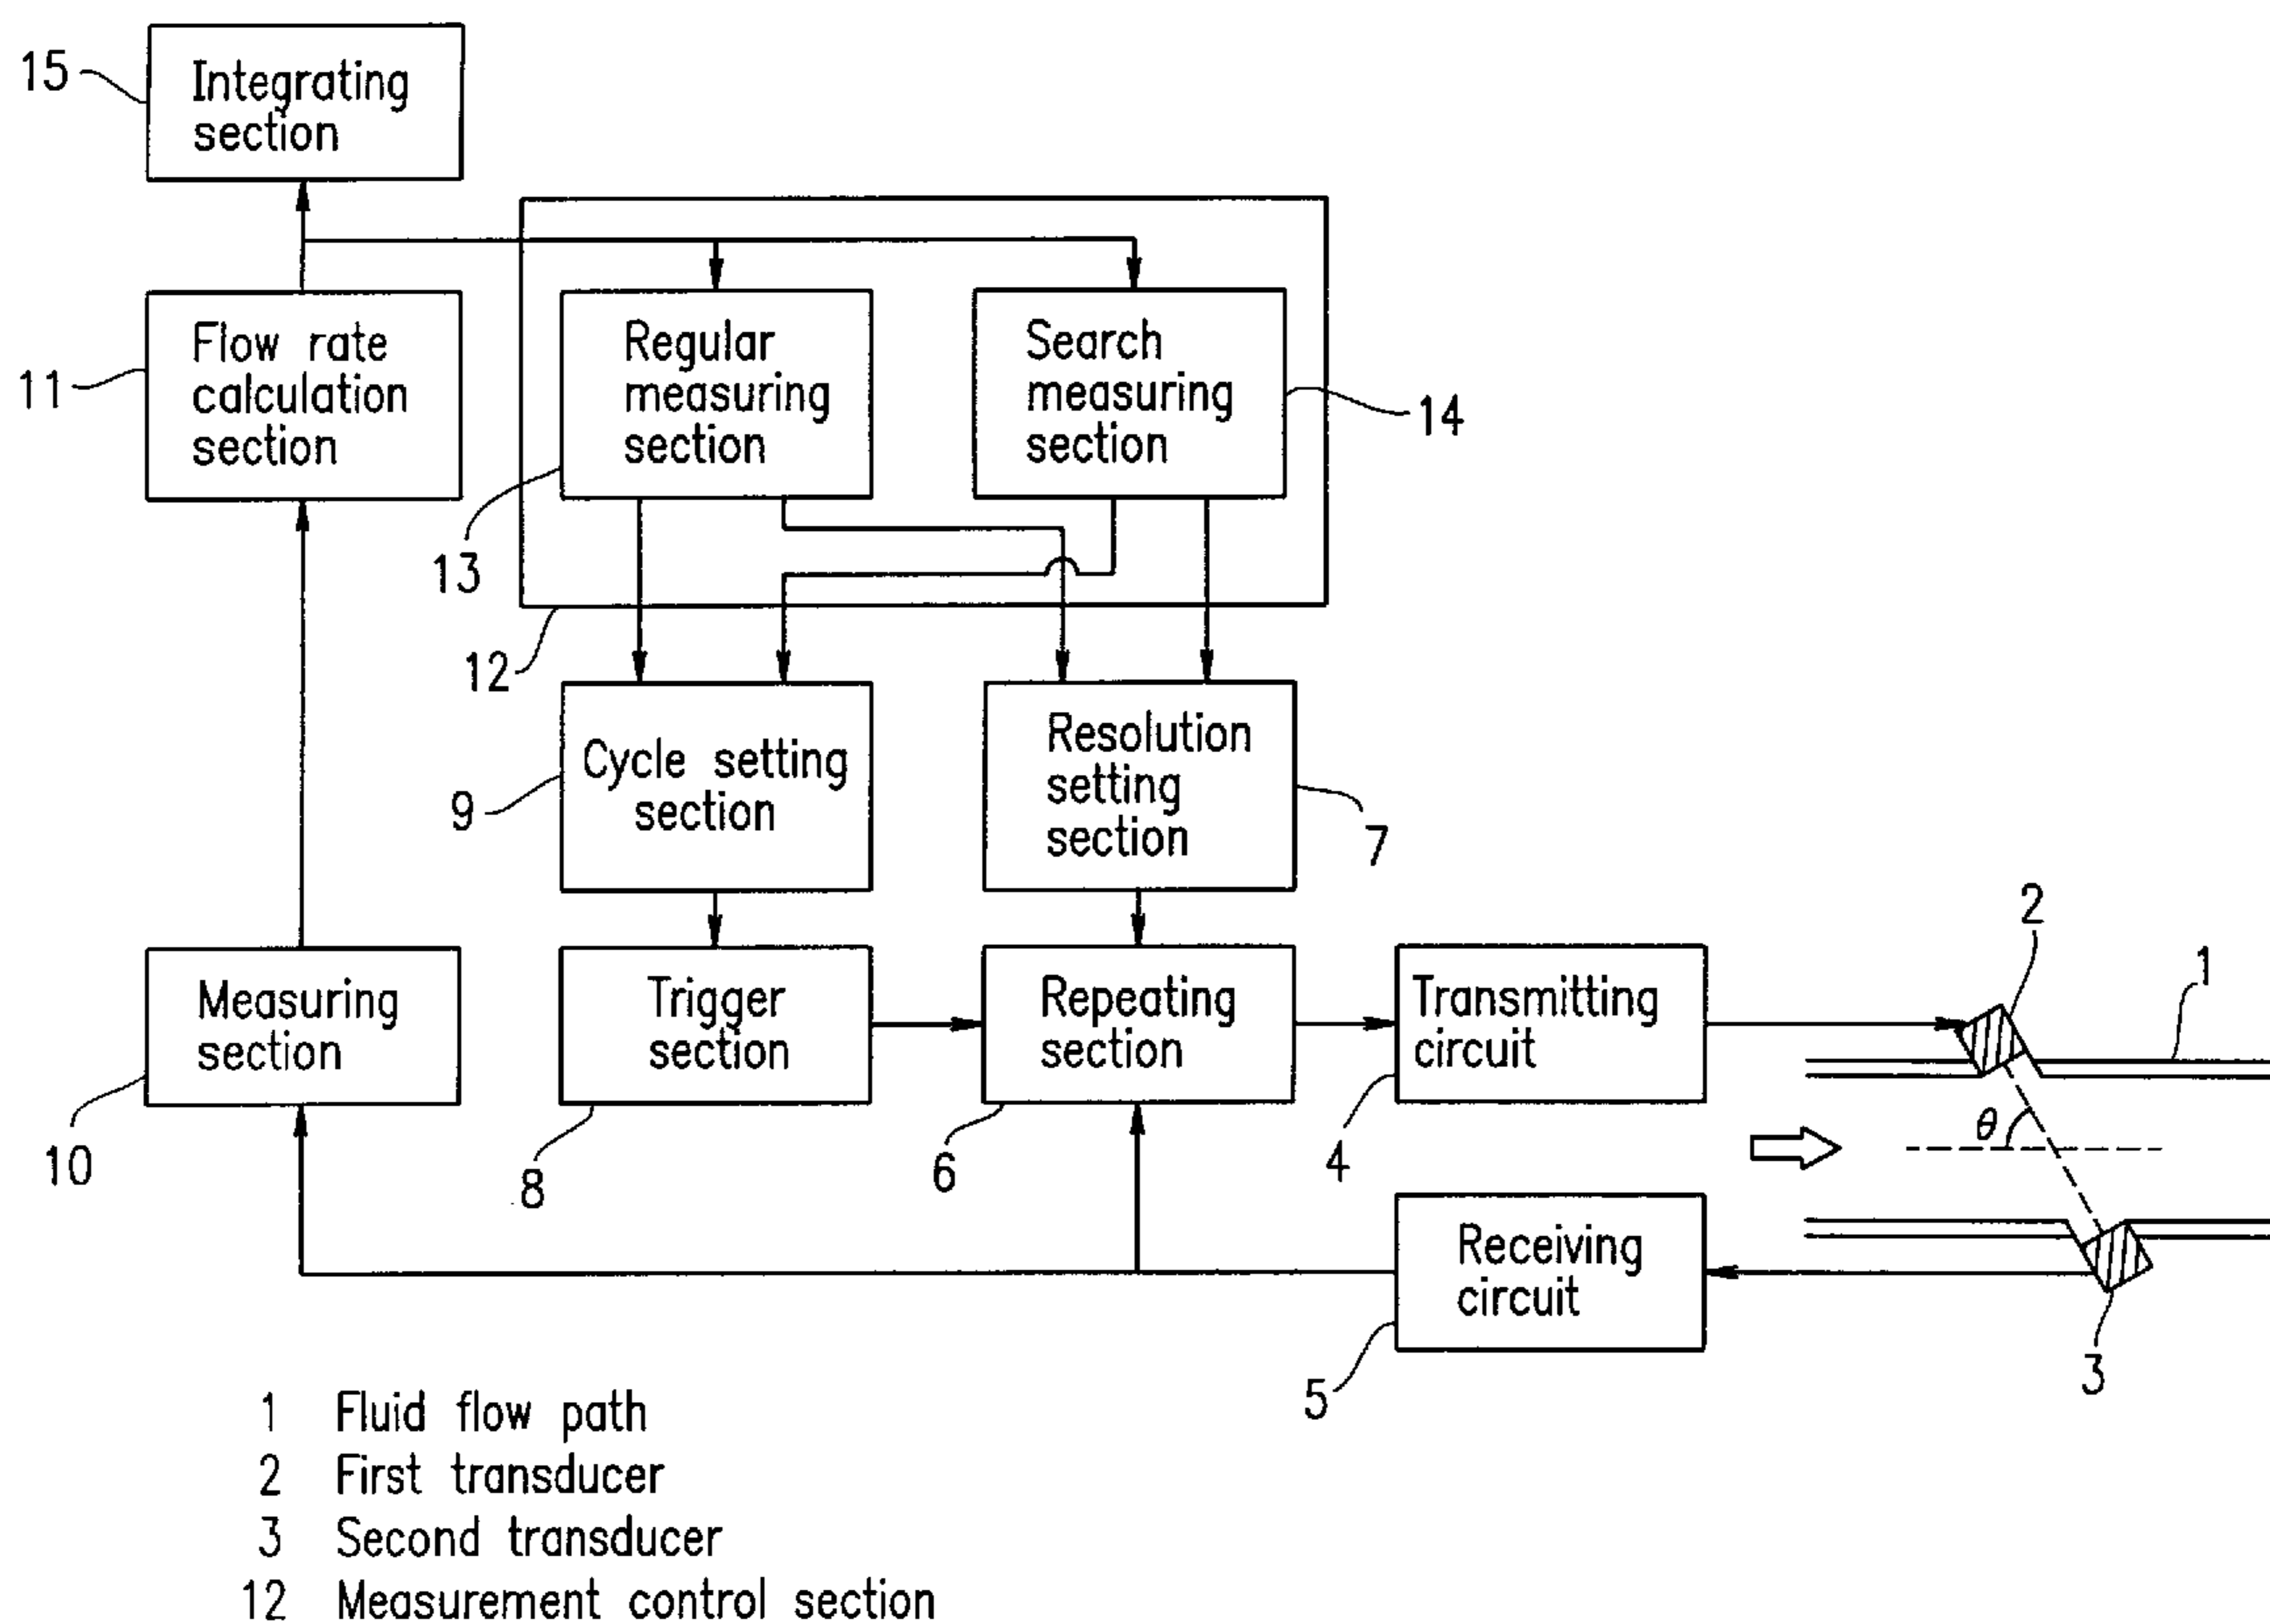 15
Integrating
section
11
Flow rate
calculation
section
Regular
measuring
section
Search
measuring
section
14
13
12
Cycle setting
section
9
Resolution
setting
section
7
2
1
Measuring
section
Trigger
section
Repeating
section
Transmitting
circuit
θ
10
8
6
4
Receiving
circuit
5
3
1 Fluid flow path
2 First transducer
3 Second transducer
12 Measurement control section